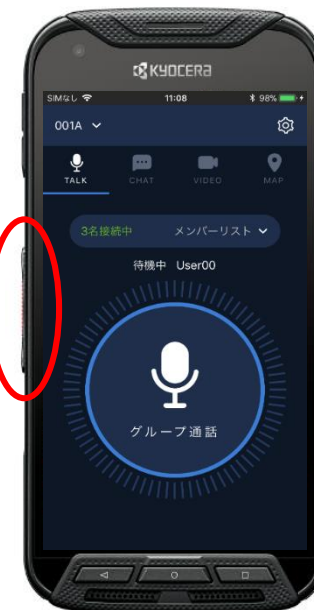 KYOCERA
SIMなし 11:08 98%
001A
TALK CHAT VIDEO MAP
3名接続中 メンバーリスト
待機中 User00
グループ通話